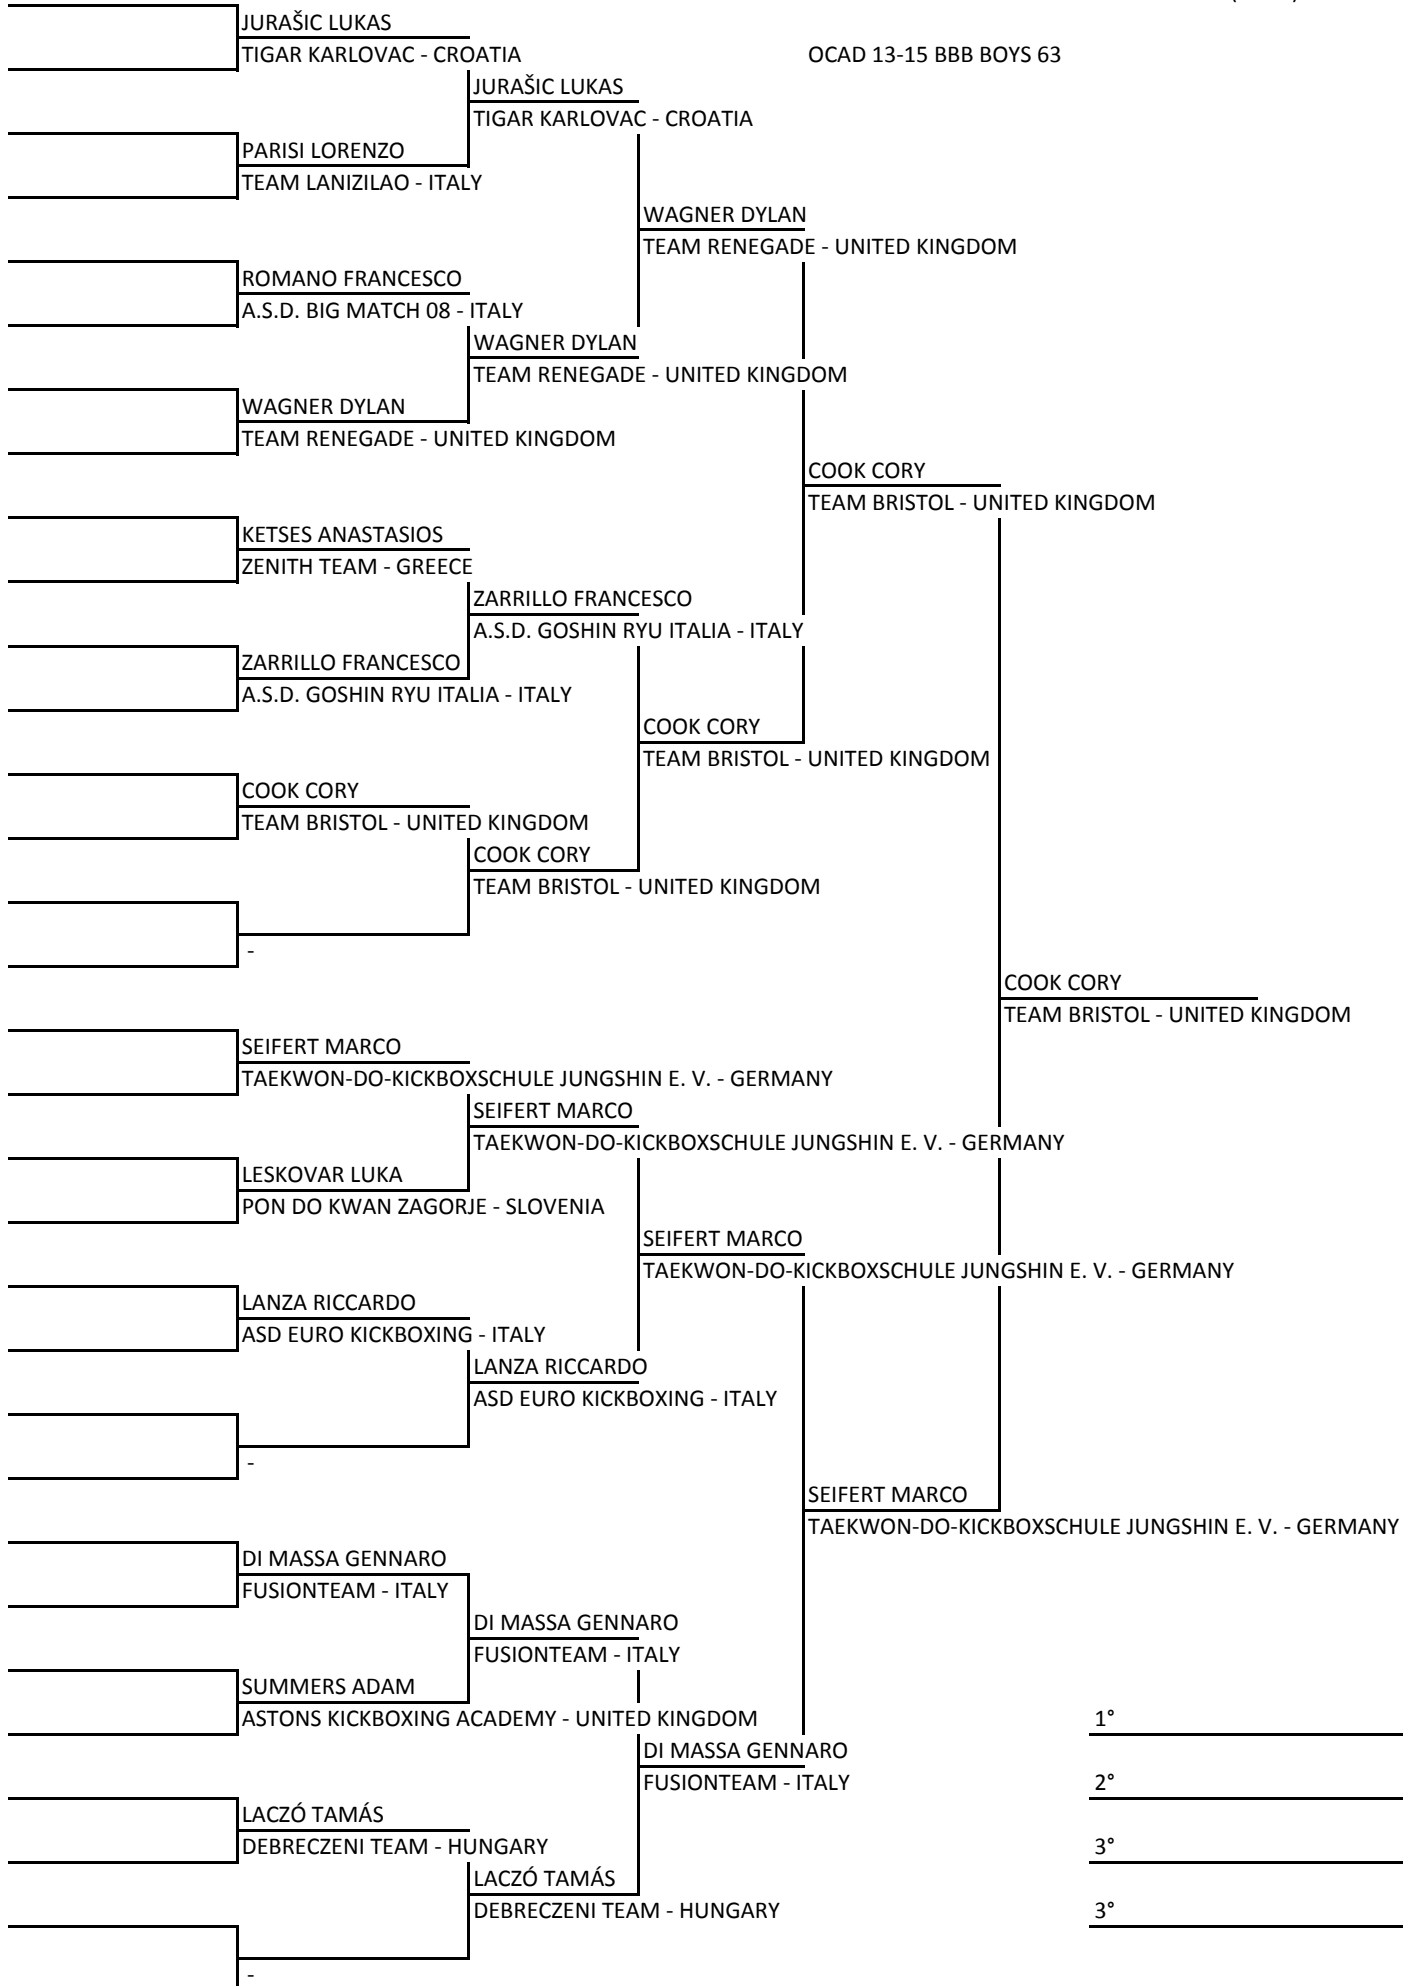 JURAŠIC LUKAS
TIGAR KARLOVAC - CROATIA
OCAD 13-15 BBB BOYS 63
JURAŠIC LUKAS
TIGAR KARLOVAC - CROATIA
PARISI LORENZO
TEAM LANIZILAO - ITALY
WAGNER DYLAN
TEAM RENEGADE - UNITED KINGDOM
ROMANO FRANCESCO
A.S.D. BIG MATCH 08 - ITALY
WAGNER DYLAN
TEAM RENEGADE - UNITED KINGDOM
WAGNER DYLAN
TEAM RENEGADE - UNITED KINGDOM
COOK CORY
TEAM BRISTOL - UNITED KINGDOM
KETSES ANASTASIOS
ZENITH TEAM - GREECE
ZARRILLO FRANCESCO
A.S.D. GOSHIN RYU ITALIA - ITALY
ZARRILLO FRANCESCO
A.S.D. GOSHIN RYU ITALIA - ITALY
COOK CORY
TEAM BRISTOL - UNITED KINGDOM
COOK CORY
TEAM BRISTOL - UNITED KINGDOM
COOK CORY
TEAM BRISTOL - UNITED KINGDOM
-
COOK CORY
TEAM BRISTOL - UNITED KINGDOM
SEIFERT MARCO
TAEKWON-DO-KICKBOXSCHULE JUNGSHIN E. V. - GERMANY
SEIFERT MARCO
TAEKWON-DO-KICKBOXSCHULE JUNGSHIN E. V. - GERMANY
LESKOVAR LUKA
PON DO KWAN ZAGORJE - SLOVENIA
SEIFERT MARCO
TAEKWON-DO-KICKBOXSCHULE JUNGSHIN E. V. - GERMANY
LANZA RICCARDO
ASD EURO KICKBOXING - ITALY
LANZA RICCARDO
ASD EURO KICKBOXING - ITALY
-
SEIFERT MARCO
TAEKWON-DO-KICKBOXSCHULE JUNGSHIN E. V. - GERMANY
DI MASSA GENNARO
FUSIONTEAM - ITALY
DI MASSA GENNARO
FUSIONTEAM - ITALY
SUMMERS ADAM
ASTONS KICKBOXING ACADEMY - UNITED KINGDOM
1°
DI MASSA GENNARO
FUSIONTEAM - ITALY
2°
LACZÓ TAMÁS
DEBRECZENI TEAM - HUNGARY
3°
LACZÓ TAMÁS
DEBRECZENI TEAM - HUNGARY
3°
-